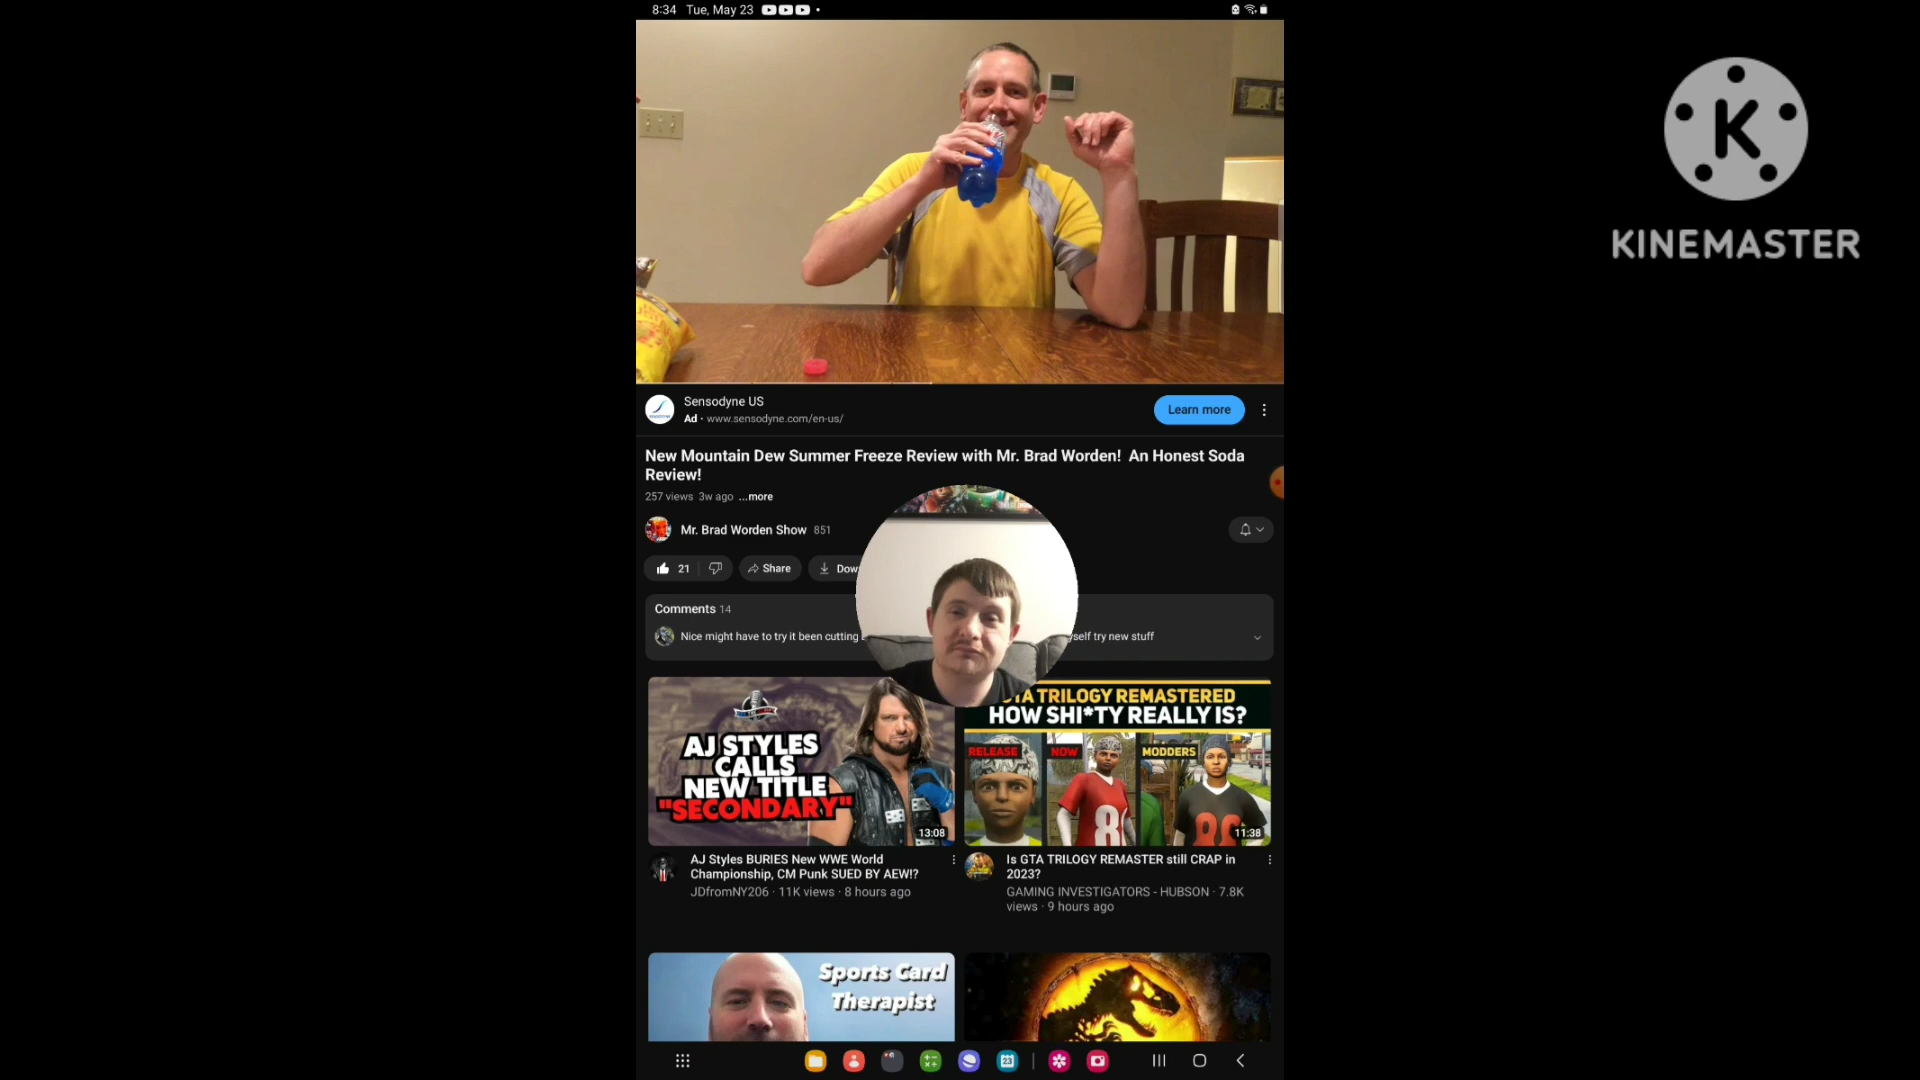 8:34 Tue, May 23
KINEMASTER
Sensodyne US
Ad · www.sensodyne.com/en-us/
Learn more
New Mountain Dew Summer Freeze Review with Mr. Brad Worden! An Honest Soda
Review!
257 views 3w ago ...more
Mr. Brad Worden Show 851
21 Share Dow
Comments 14
Nice might have to try it been cutting
self try new stuff
AJ STYLES
CALLS
NEW TITLE
"SECONDARY"
13:08
GTA TRILOGY REMASTERED
HOW SHI*TY REALLY IS?
RELEASE NOW MODDERS
11:38
AJ Styles BURIES New WWE World
Championship, CM Punk SUED BY AEW!?
JDfromNY206 · 11K views · 8 hours ago
Is GTA TRILOGY REMASTER still CRAP in
2023?
GAMING INVESTIGATORS - HUBSON · 7.8K
views · 9 hours ago
Sports Card
Therapist
23